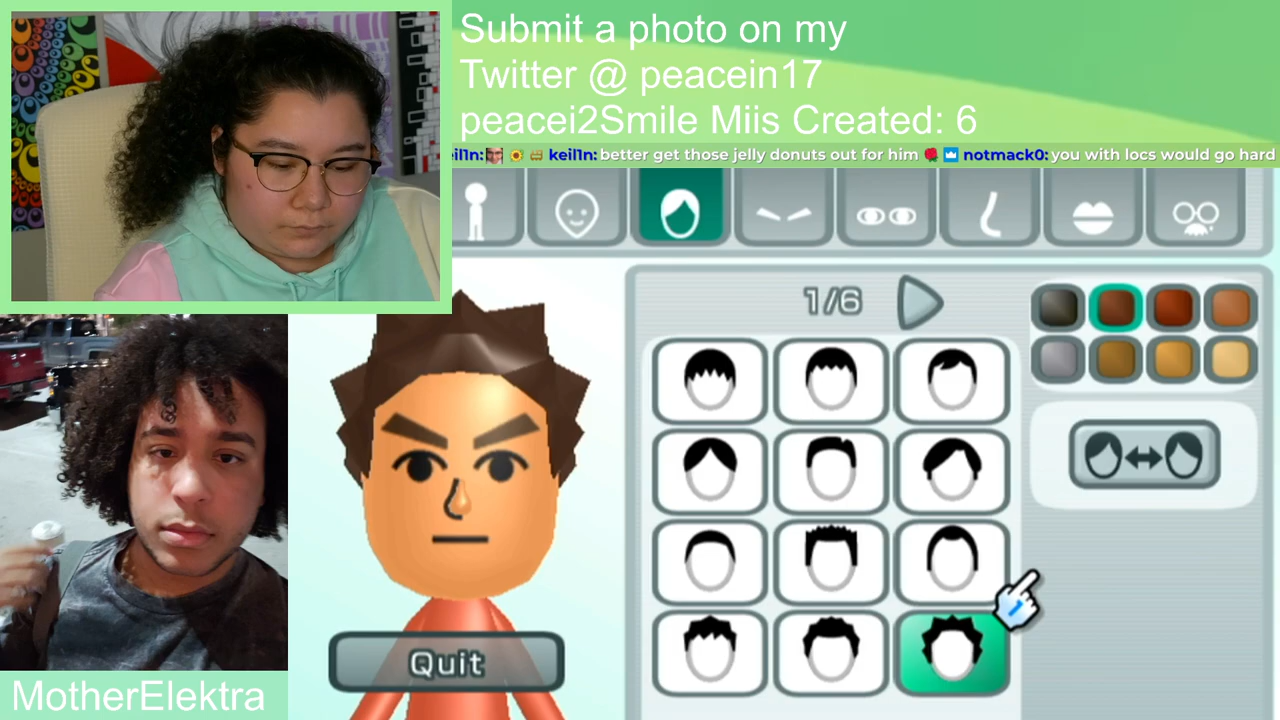 Submit a photo on my
Twitter @ peacein17
peacei2Smile Miis Created: 6
keil1n: better get those jelly donuts out for him notmack0: you with locs would go hard
1/6
Quit
MotherElektra